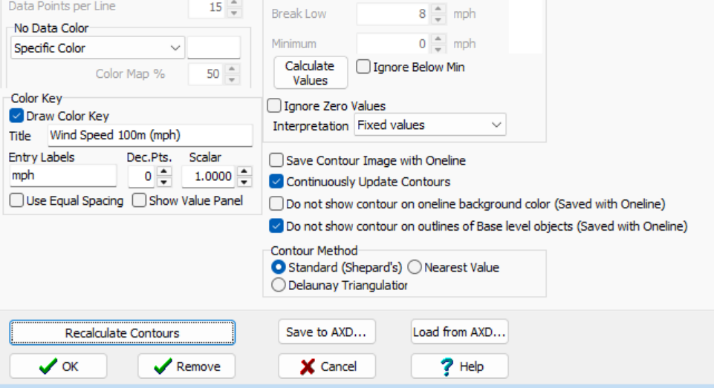 Data Points per Line 15
No Data Color
Specific Color
Color Map % 50
Color Key
Draw Color Key
Title Wind Speed 100m (mph)
Entry Labels Dec.Pts. Scalar
mph 0 1.0000
Use Equal Spacing Show Value Panel
Break Low 8 mph
Minimum 0 mph
Calculate
Values
Ignore Below Min
Ignore Zero Values
Interpretation Fixed values
Save Contour Image with Oneline
Continuously Update Contours
Do not show contour on oneline background color (Saved with Oneline)
Do not show contour on outlines of Base level objects (Saved with Oneline)
Contour Method
Standard (Shepard's) Nearest Value
Delaunay Triangulatior
Recalculate Contours Save to AXD... Load from AXD...
OK Remove Cancel Help